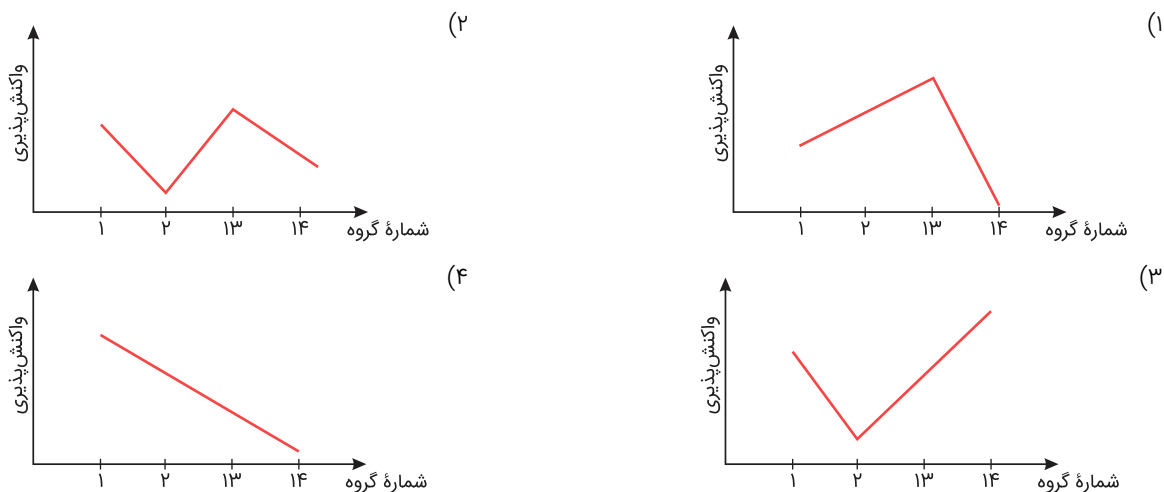 ۱)
واکنش‌پذیری
۱ ۲ ۱۳ ۱۴
شمارهٔ گروه
۲)
واکنش‌پذیری
۱ ۲ ۱۳ ۱۴
شمارهٔ گروه
۳)
واکنش‌پذیری
۱ ۲ ۱۳ ۱۴
شمارهٔ گروه
۴)
واکنش‌پذیری
۱ ۲ ۱۳ ۱۴
شمارهٔ گروه